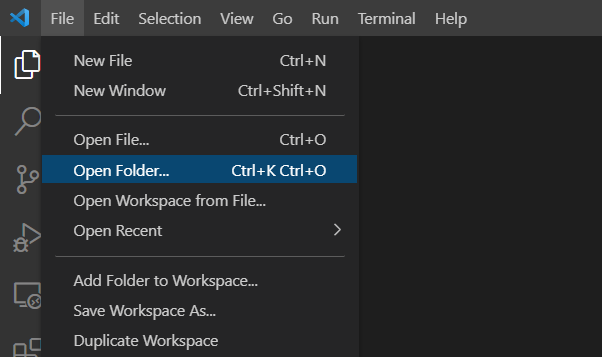 File Edit Selection View Go Run Terminal Help
New File Ctrl+N
New Window Ctrl+Shift+N
Open File... Ctrl+O
Open Folder... Ctrl+K Ctrl+O
Open Workspace from File...
Open Recent
Add Folder to Workspace...
Save Workspace As...
Duplicate Workspace